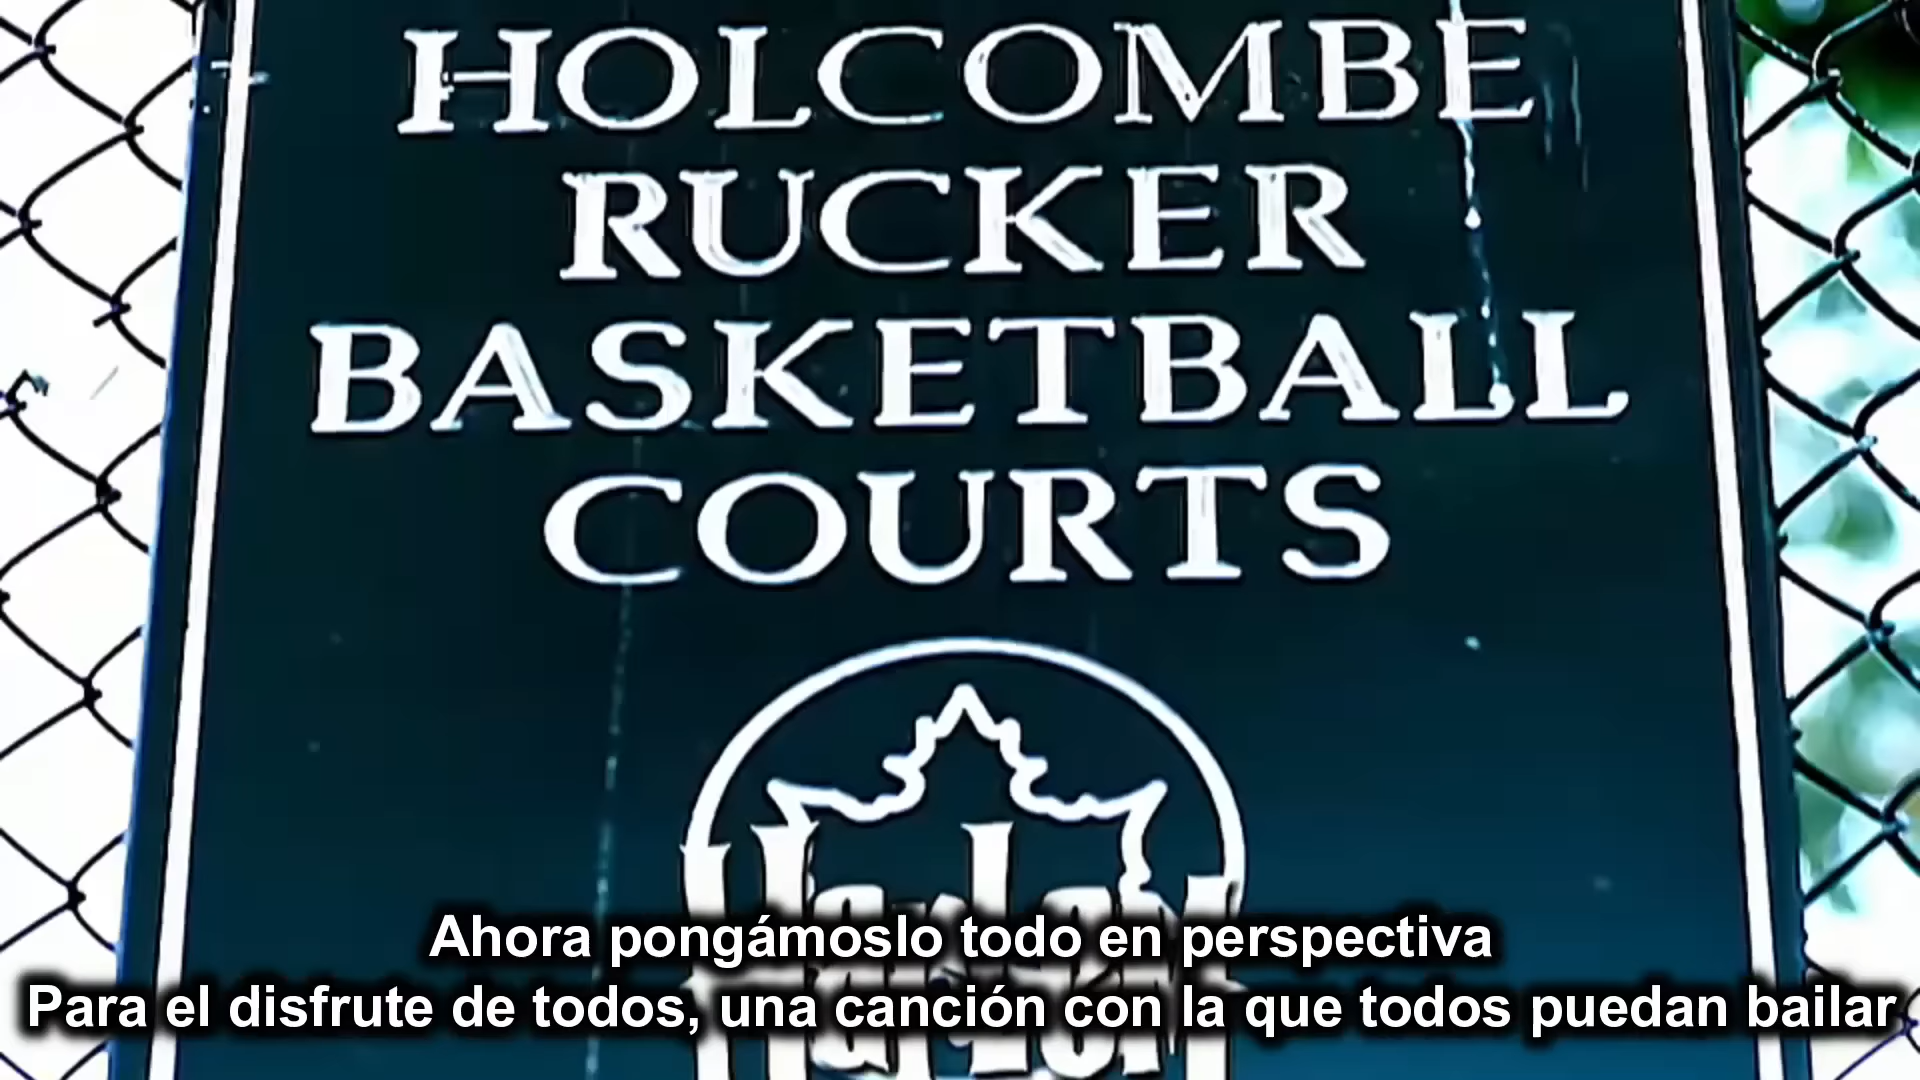 HOLCOMBE
RUCKER
BASKETBALL
COURTS
Ahora pongámoslo todo en perspectiva
Para el disfrute de todos, una canción con la que todos puedan bailar